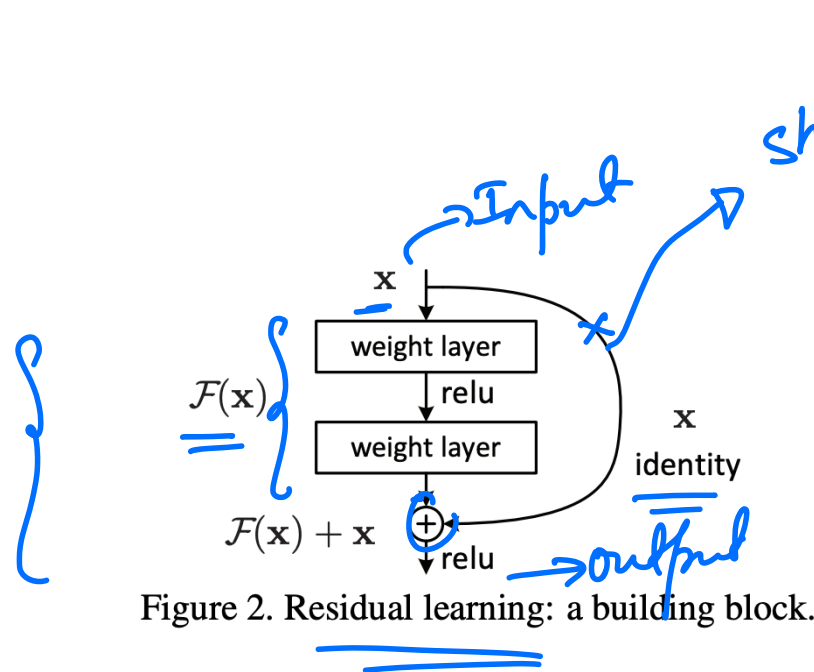 Input
x
weight layer
relu
F(x)
weight layer
x
identity
F(x) + x
+
relu
output
Figure 2. Residual learning: a building block.